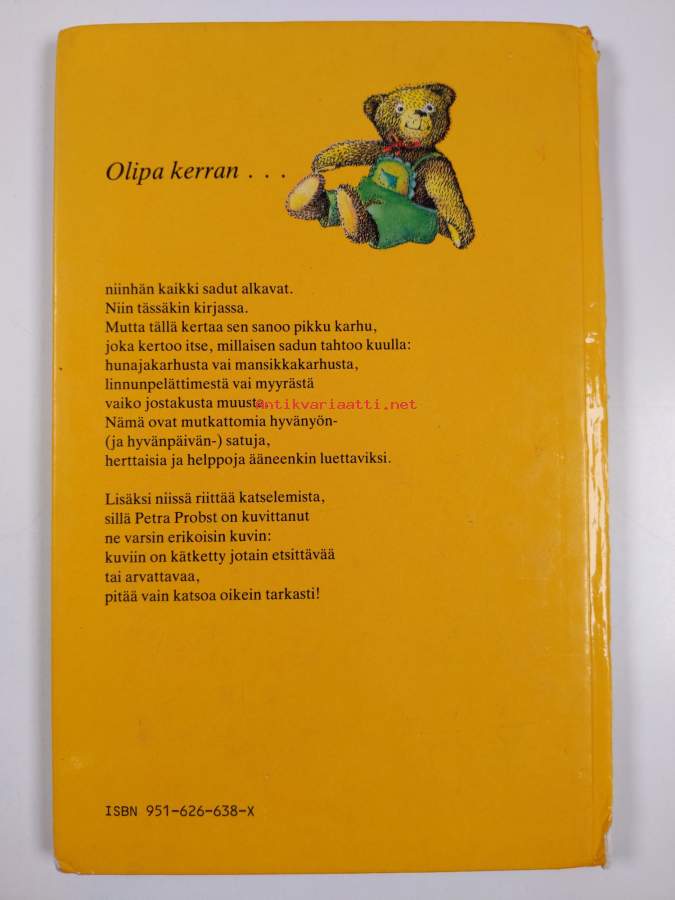 Olipa kerran . . .
niinhän kaikki sadut alkavat.
Niin tässäkin kirjassa.
Mutta tällä kertaa sen sanoo pikku karhu,
joka kertoo itse, millaisen sadun tahtoo kuulla:
hunajakarhusta vai mansikkakarhusta,
linnunpelättimestä vai myyrästä
vaiko jostakusta muusta.
Antikvariaatti.net
Nämä ovat mutkattomia hyvänyön-
(ja hyvänpäivän-) satuja,
herttaisia ja helppoja ääneenkin luettaviksi.
Lisäksi niissä riittää katselemista,
sillä Petra Probst on kuvittanut
ne varsin erikoisin kuvin:
kuviin on kätketty jotain etsittävää
tai arvattavaa,
pitää vain katsoa oikein tarkasti!
ISBN 951-626-638-X